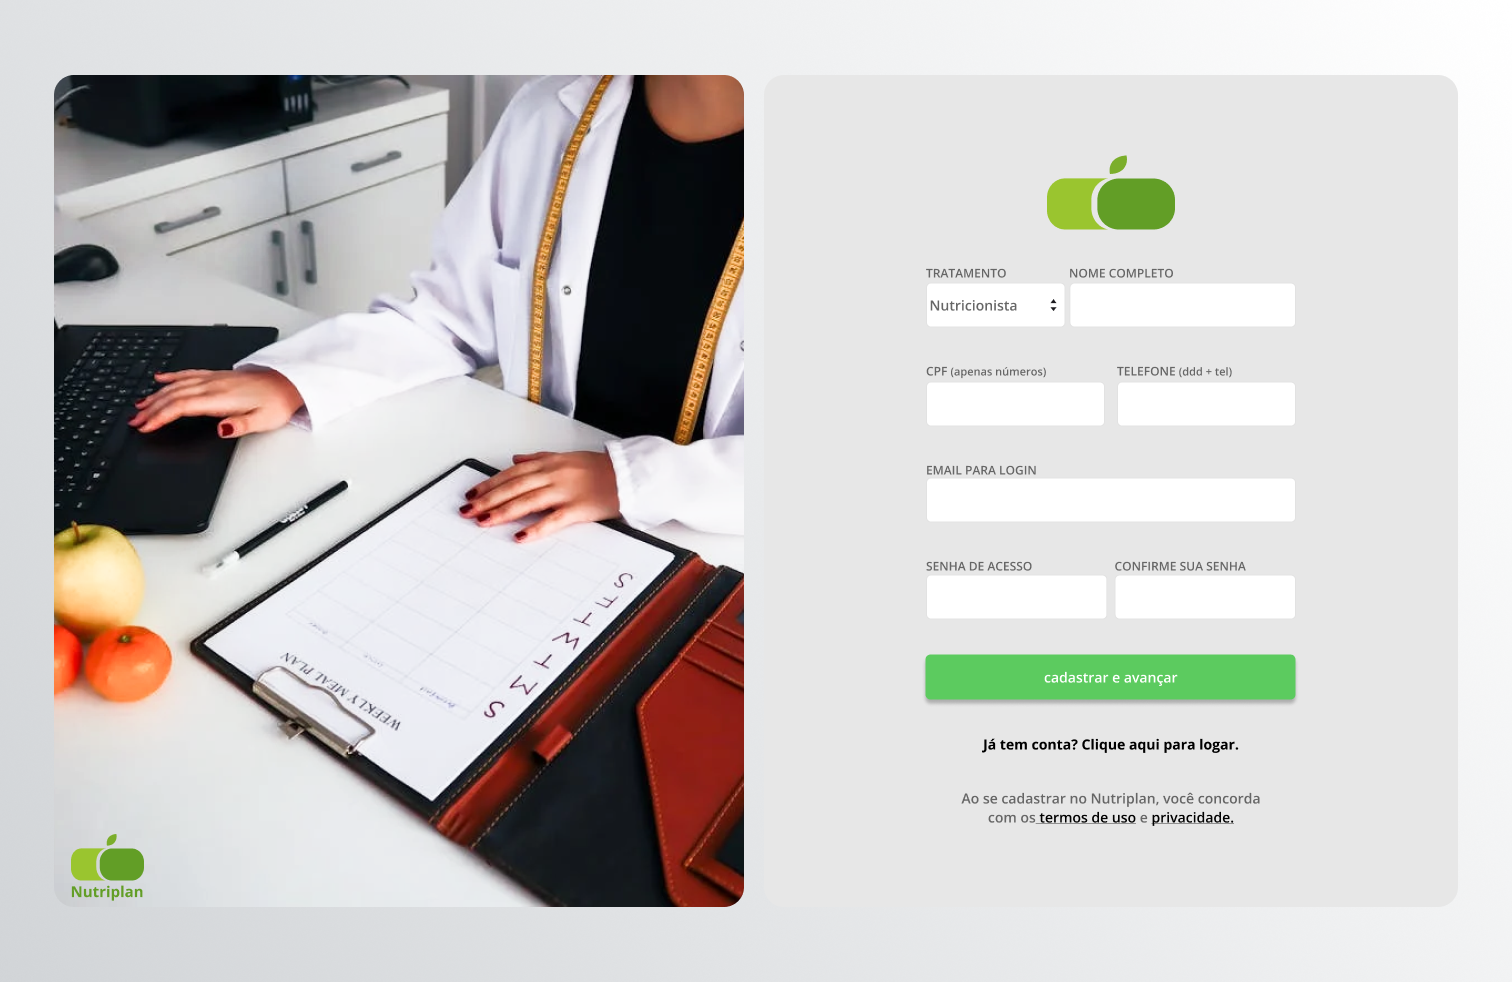 TRATAMENTO
NOME COMPLETO
Nutricionista
CPF (apenas números)
TELEFONE (ddd + tel)
EMAIL PARA LOGIN
SENHA DE ACESSO
CONFIRME SUA SENHA
cadastrar e avançar
Já tem conta? Clique aqui para logar.
Ao se cadastrar no Nutriplan, você concorda
com os termos de uso e privacidade.
WEEKLY MEAL PLAN
S M T W T F S
Nutriplan